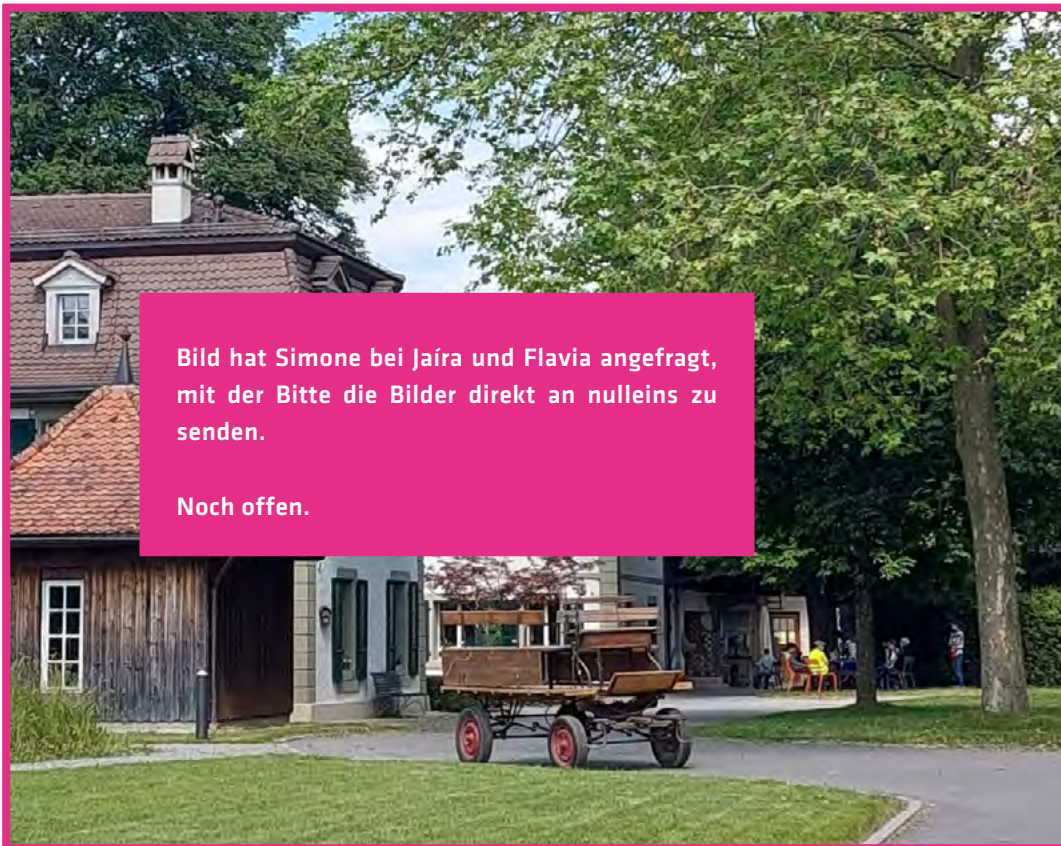 Bild hat Simone bei Jaíra und Flavia angefragt,
mit der Bitte die Bilder direkt an nulleins zu
senden.
Noch offen.